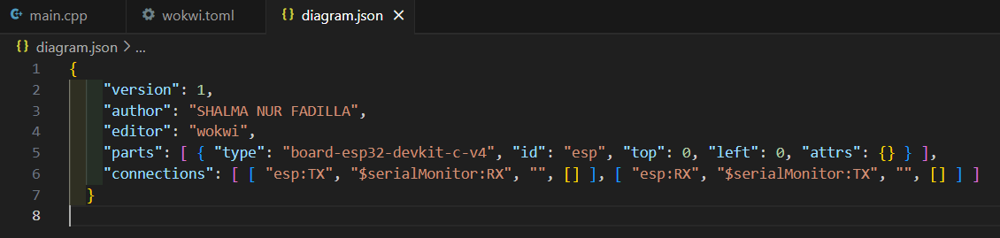 main.cpp wokwi.toml {} diagram.json ×
{} diagram.json > ...
1 {
2 "version": 1,
3 "author": "SHALMA NUR FADILLA",
4 "editor": "wokwi",
5 "parts": [ { "type": "board-esp32-devkit-c-v4", "id": "esp", "top": 0, "left": 0, "attrs": {} } ],
6 "connections": [ [ "esp:TX", "$serialMonitor:RX", "", [] ], [ "esp:RX", "$serialMonitor:TX", "", [] ] ]
7 }
8